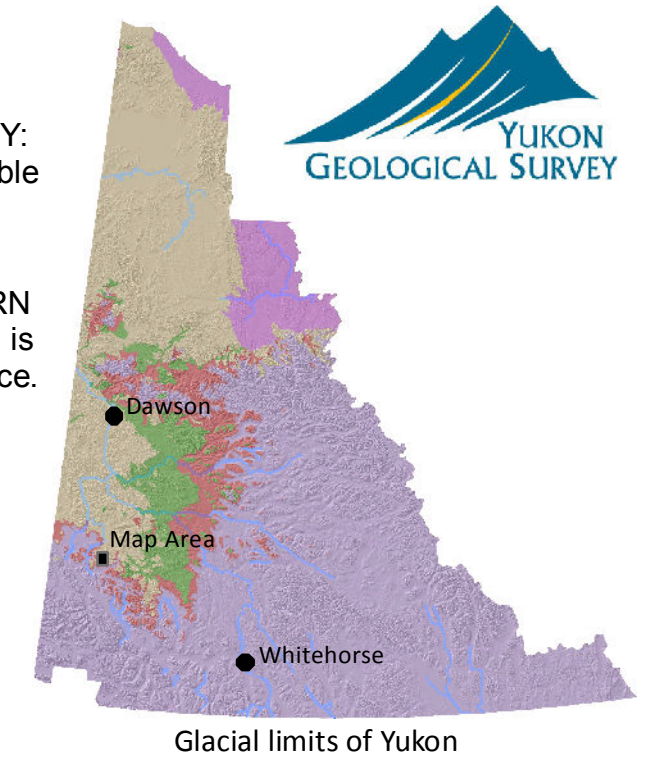 YUKON
GEOLOGICAL SURVEY
Y:
ble
RN
is
ce.
Dawson
Map Area
Whitehorse
Glacial limits of Yukon